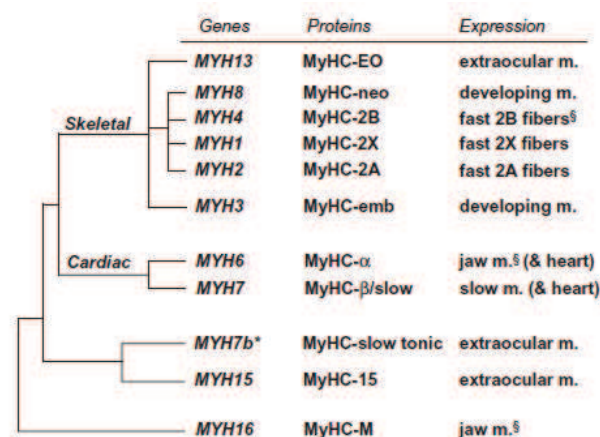 Genes Proteins Expression
MYH13 MyHC-EO extraocular m.
MYH8 MyHC-neo developing m.
Skeletal MYH4 MyHC-2B fast 2B fibers§
MYH1 MyHC-2X fast 2X fibers
MYH2 MyHC-2A fast 2A fibers
MYH3 MyHC-emb developing m.
Cardiac MYH6 MyHC-α jaw m.§ (& heart)
MYH7 MyHC-β/slow slow m. (& heart)
MYH7b* MyHC-slow tonic extraocular m.
MYH15 MyHC-15 extraocular m.
MYH16 MyHC-M jaw m.§